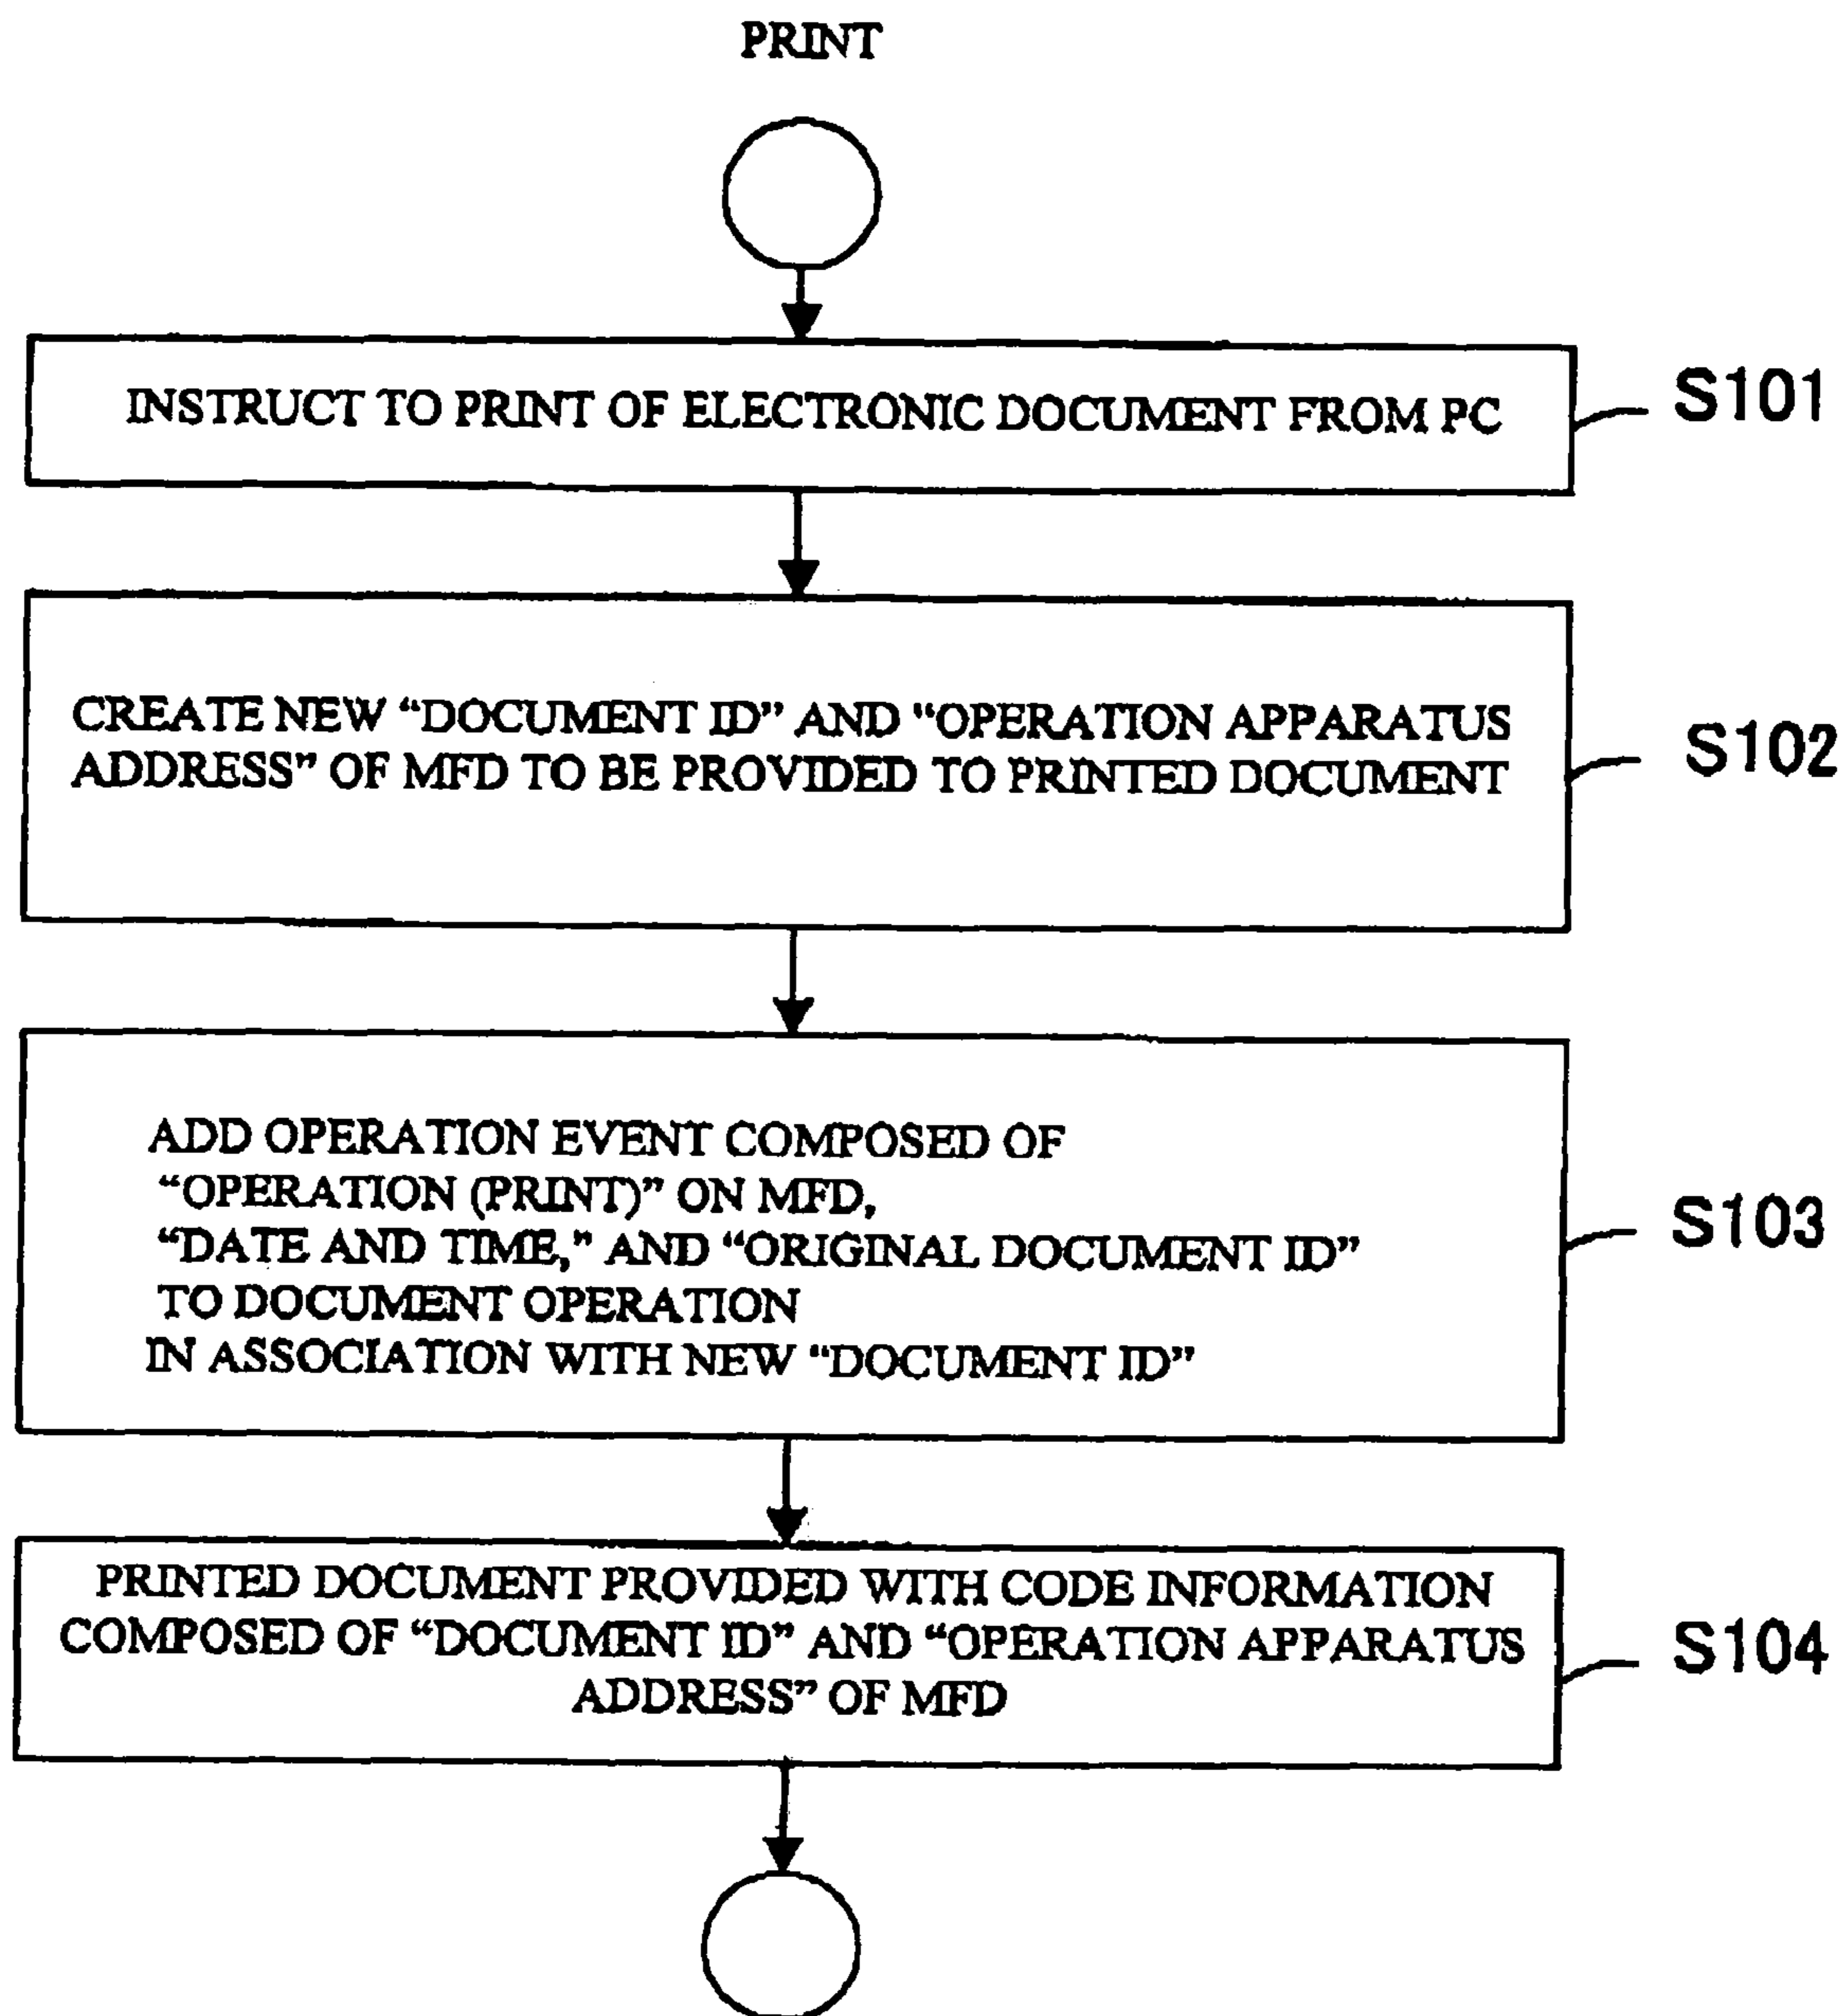 PRINT
INSTRUCT TO PRINT OF ELECTRONIC DOCUMENT FROM PC
S101
CREATE NEW “DOCUMENT ID” AND “OPERATION APPARATUS
ADDRESS” OF MFD TO BE PROVIDED TO PRINTED DOCUMENT
S102
ADD OPERATION EVENT COMPOSED OF
“OPERATION (PRINT)” ON MFD,
“DATE AND TIME,” AND “ORIGINAL DOCUMENT ID”
TO DOCUMENT OPERATION
IN ASSOCIATION WITH NEW “DOCUMENT ID”
S103
PRINTED DOCUMENT PROVIDED WITH CODE INFORMATION
COMPOSED OF “DOCUMENT ID” AND “OPERATION APPARATUS
ADDRESS” OF MFD
S104